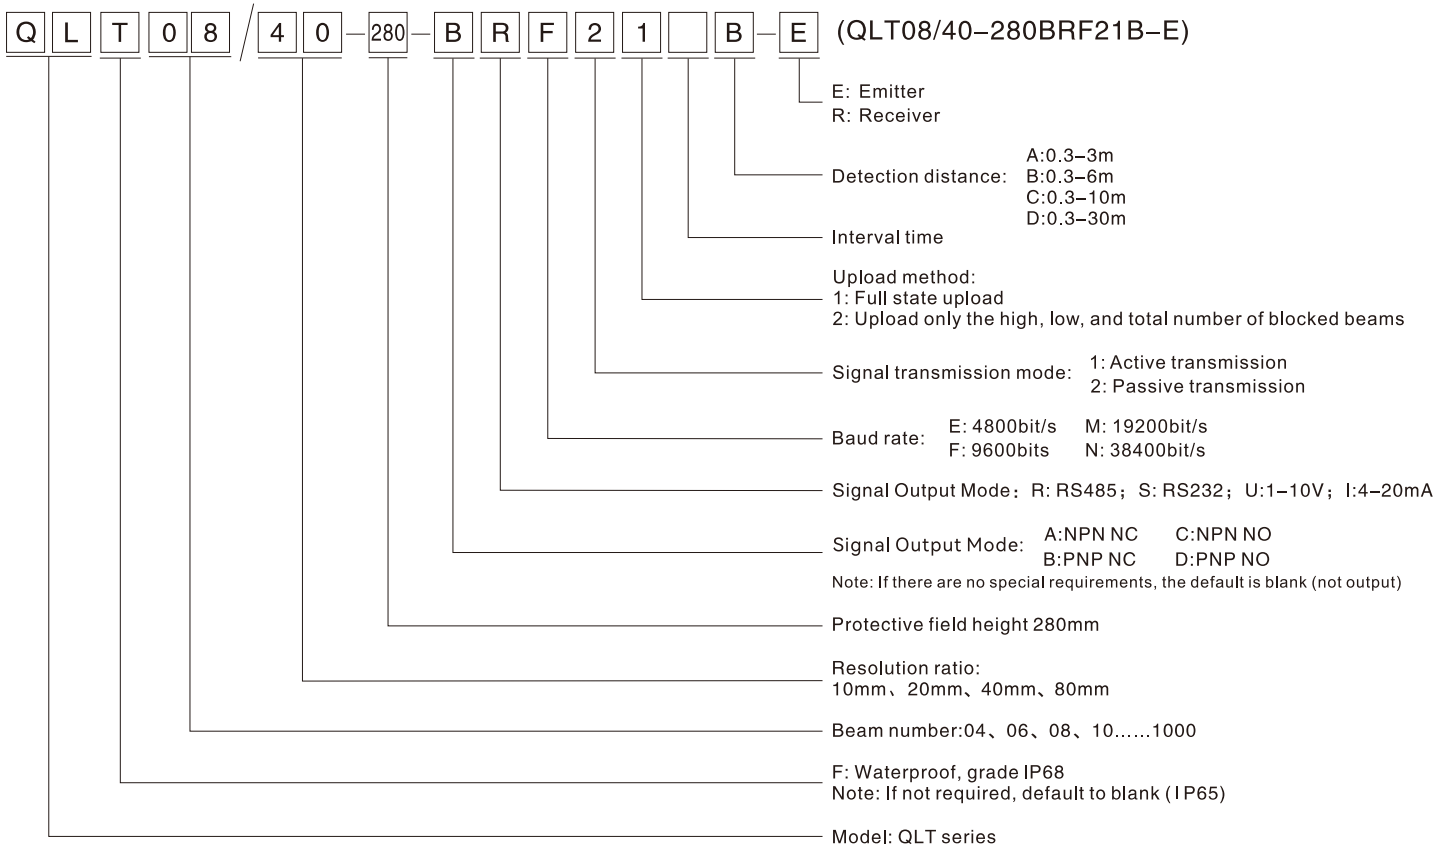 Q L T 0 8 / 4 0 - 280 - B R F 2 1 B - E (QLT08/40-280BRF21B-E)
E: Emitter
R: Receiver
Detection distance:
A:0.3-3m
B:0.3-6m
C:0.3-10m
D:0.3-30m
Interval time
Upload method:
1: Full state upload
2: Upload only the high, low, and total number of blocked beams
Signal transmission mode:
1: Active transmission
2: Passive transmission
Baud rate:
E: 4800bit/s M: 19200bit/s
F: 9600bits N: 38400bit/s
Signal Output Mode：R: RS485；S: RS232；U:1-10V；I:4-20mA
Signal Output Mode:
A:NPN NC C:NPN NO
B:PNP NC D:PNP NO
Note: If there are no special requirements, the default is blank (not output)
Protective field height 280mm
Resolution ratio:
10mm、20mm、40mm、80mm
Beam number:04、06、08、10......1000
F: Waterproof, grade IP68
Note: If not required, default to blank (IP65)
Model: QLT series